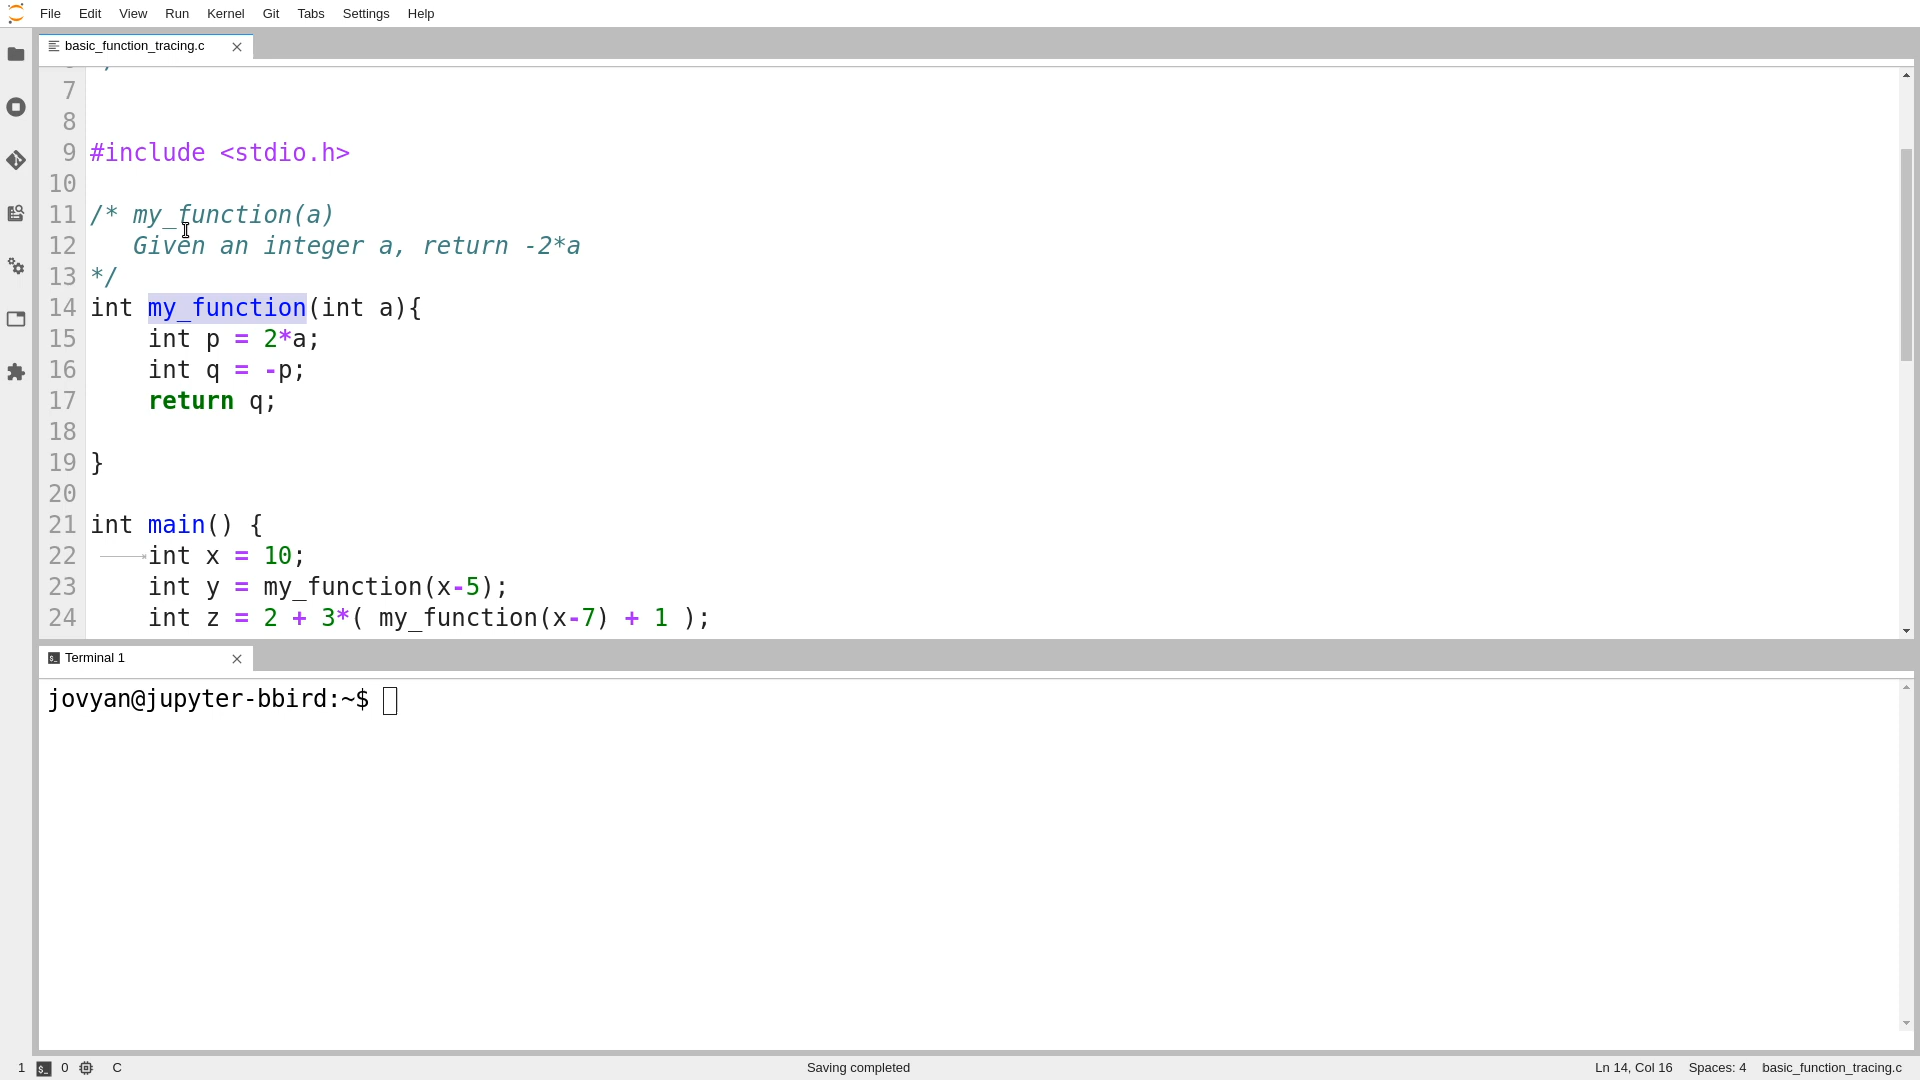 File Edit View Run Kernel Git Tabs Settings Help
basic_function_tracing.c
7
8
9 #include <stdio.h>
10
11 /* my_function(a)
12 Given an integer a, return -2*a
13 */
14 int my_function(int a){
15 int p = 2*a;
16 int q = -p;
17 return q;
18
19 }
20
21 int main() {
22 int x = 10;
23 int y = my_function(x-5);
24 int z = 2 + 3*( my_function(x-7) + 1 );
Terminal 1
jovyan@jupyter-bbird:~$
1 0 C Saving completed Ln 14, Col 16 Spaces: 4 basic_function_tracing.c